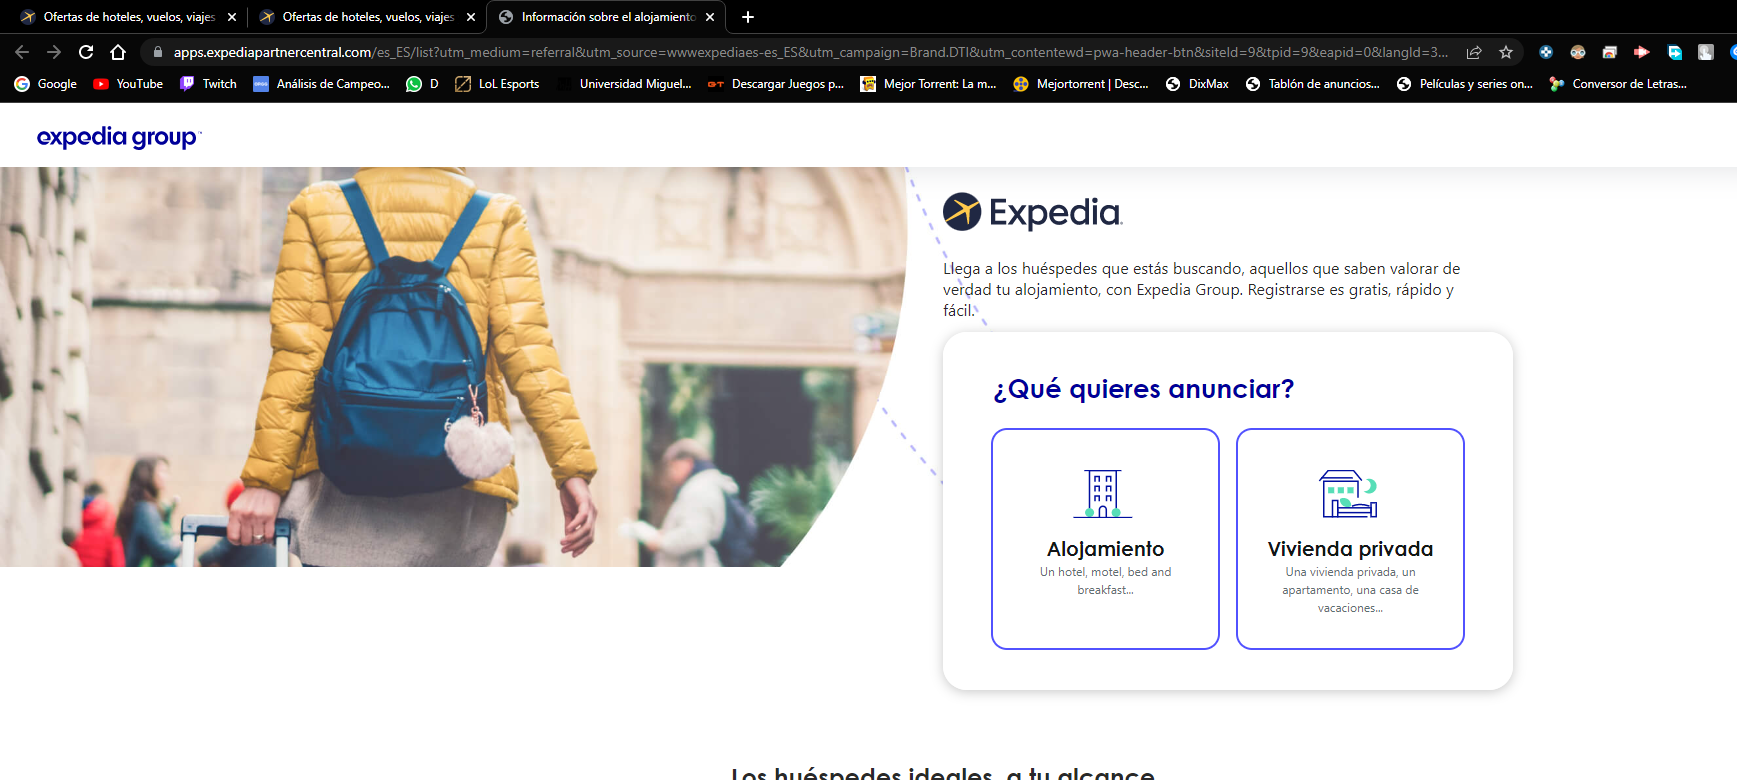 Ofertas de hoteles, vuelos, viajes
Ofertas de hoteles, vuelos, viajes
Información sobre el alojamiento
apps.expediapartnercentral.com/es_ES/list?utm_medium=referral&utm_source=wwwexpediaes-es_ES&utm_campaign=Brand.DTI&utm_contentewd=pwa-header-btn&siteId=9&tpid=9&eapid=0&langId=3...
Google YouTube Twitch Análisis de Campeo... D LoL Esports Universidad Miguel... Descargar Juegos p... Mejor Torrent: La m... Mejortorrent | Desc... DixMax Tablón de anuncios... Películas y series on... Conversor de Letras...
expedia group™
Expedia
Llega a los huéspedes que estás buscando, aquellos que saben valorar de
verdad tu alojamiento, con Expedia Group. Registrarse es gratis, rápido y
fácil.
¿Qué quieres anunciar?
Alojamiento
Un hotel, motel, bed and
breakfast...
Vivienda privada
Una vivienda privada, un
apartamento, una casa de
vacaciones...
Los huéspedes ideales, a tu alcance